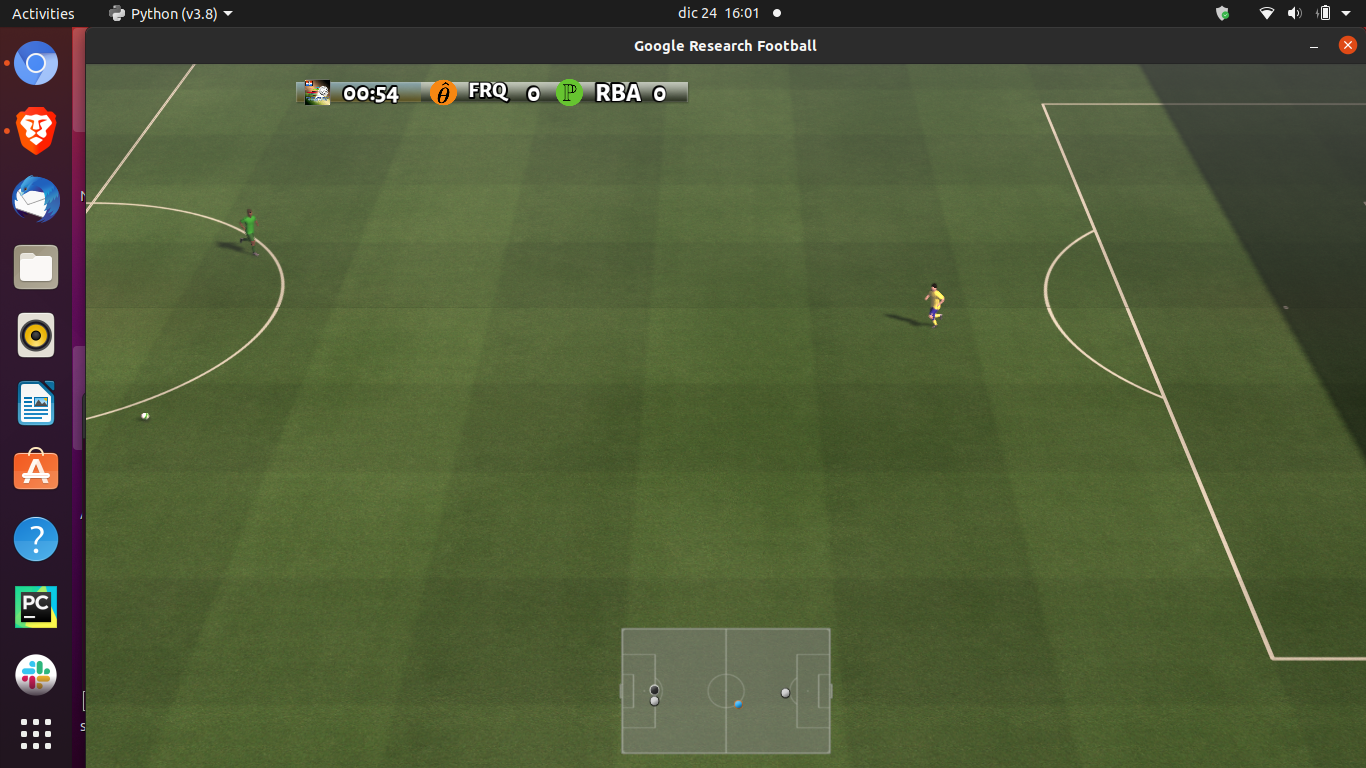 Activities Python (v3.8) dic 24 16:01
Google Research Football
00:54 θ̂ FRQ 0 ℙ RBA 0
?
PC